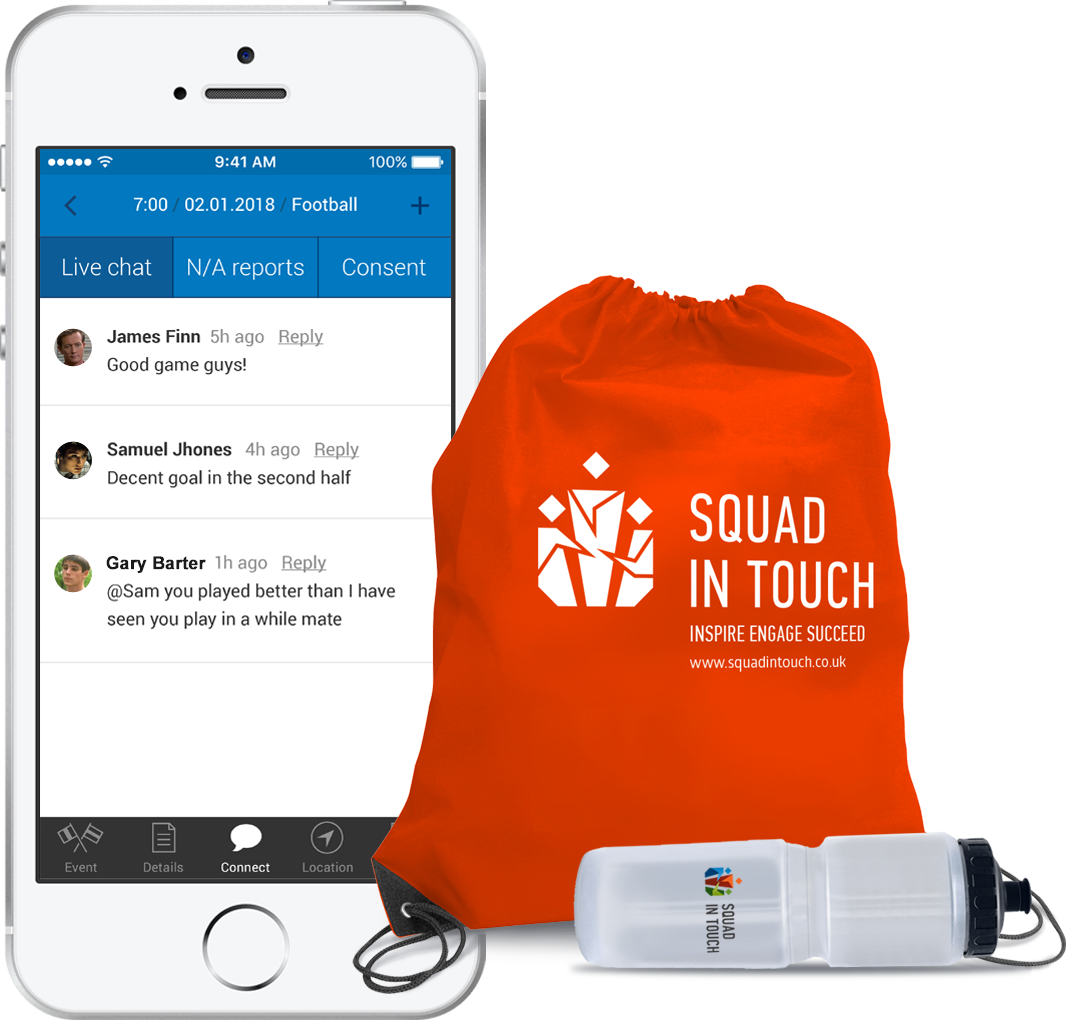 9:41 AM 100%
7:00 / 02.01.2018 / Football
Live chat N/A reports Consent
James Finn 5h ago Reply
Good game guys!
Samuel Jhones 4h ago Reply
Decent goal in the second half
Gary Barter 1h ago Reply
@Sam you played better than I have
seen you play in a while mate
Event Details Connect Location
SQUAD
IN TOUCH
INSPIRE ENGAGE SUCCEED
www.squadintouch.co.uk
SQUAD
IN TOUCH